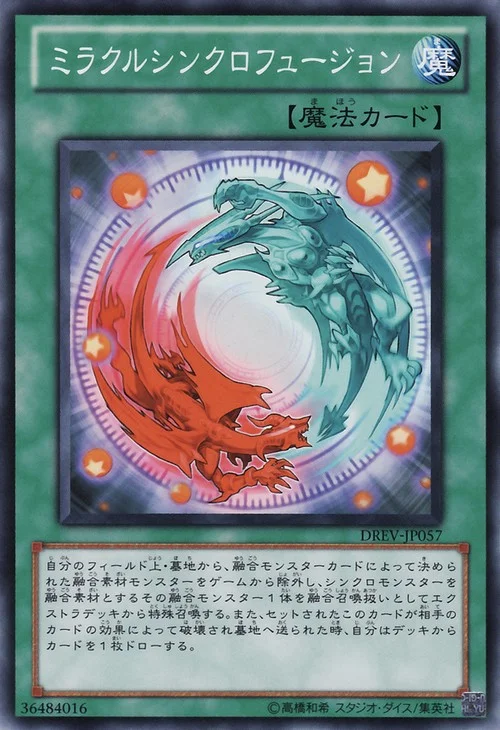 ミラクルシンクロフュージョン
魔
【魔法カード】
DREV-JP057
自分のフィールド上・墓地から、融合モンスターカードによって決めら
れた融合素材モンスターをゲームから除外し、シンクロモンスターを
融合素材とするその融合モンスター1体を融合召喚扱いとしてエク
ストラデッキから特殊召喚する。また、セットされたこのカードが相手の
カードの効果によって破壊され墓地へ送られた時、自分はデッキから
カードを1枚ドローする。
36484016
©高橋和希 スタジオ・ダイス/集英社